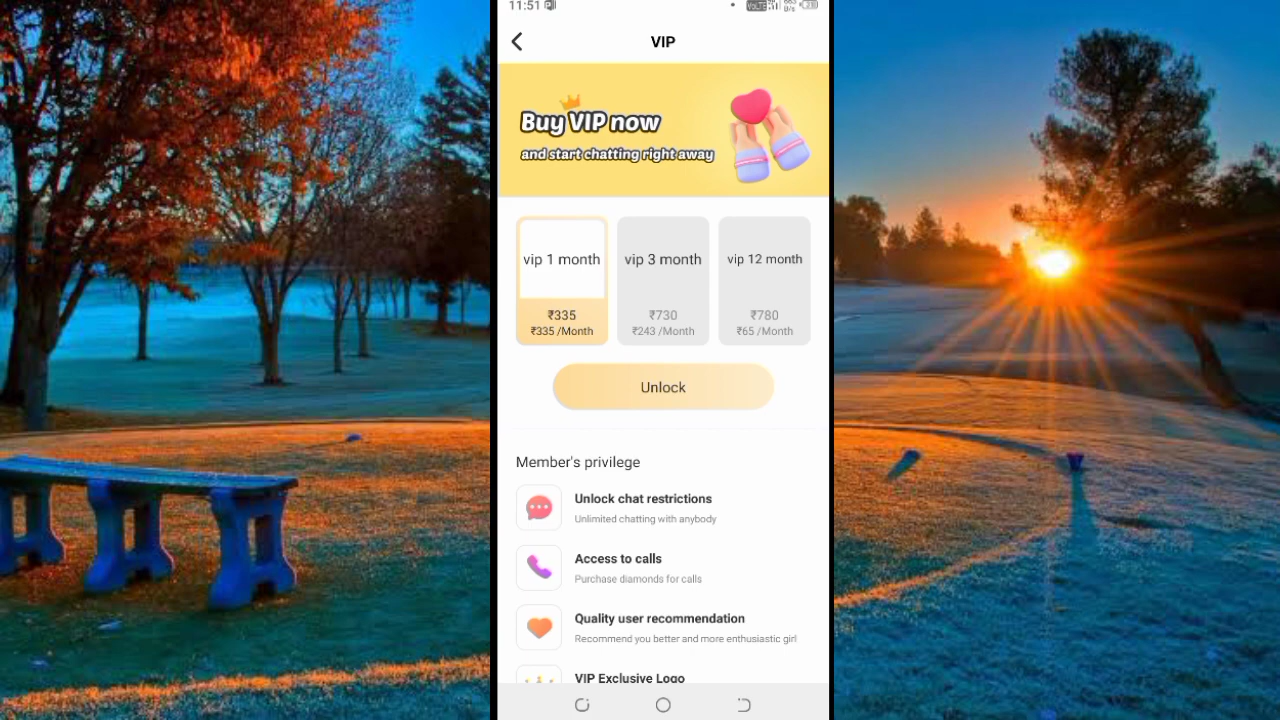 11:51
VIP
Buy VIP now
and start chatting right away
vip 1 month
vip 3 month
vip 12 month
₹335
₹730
₹780
₹335 /Month
₹243 /Month
₹65 /Month
Unlock
Member's privilege
Unlock chat restrictions
Unlimited chatting with anybody
Access to calls
Purchase diamonds for calls
Quality user recommendation
Recommend you better and more enthusiastic girl
VIP Exclusive Logo